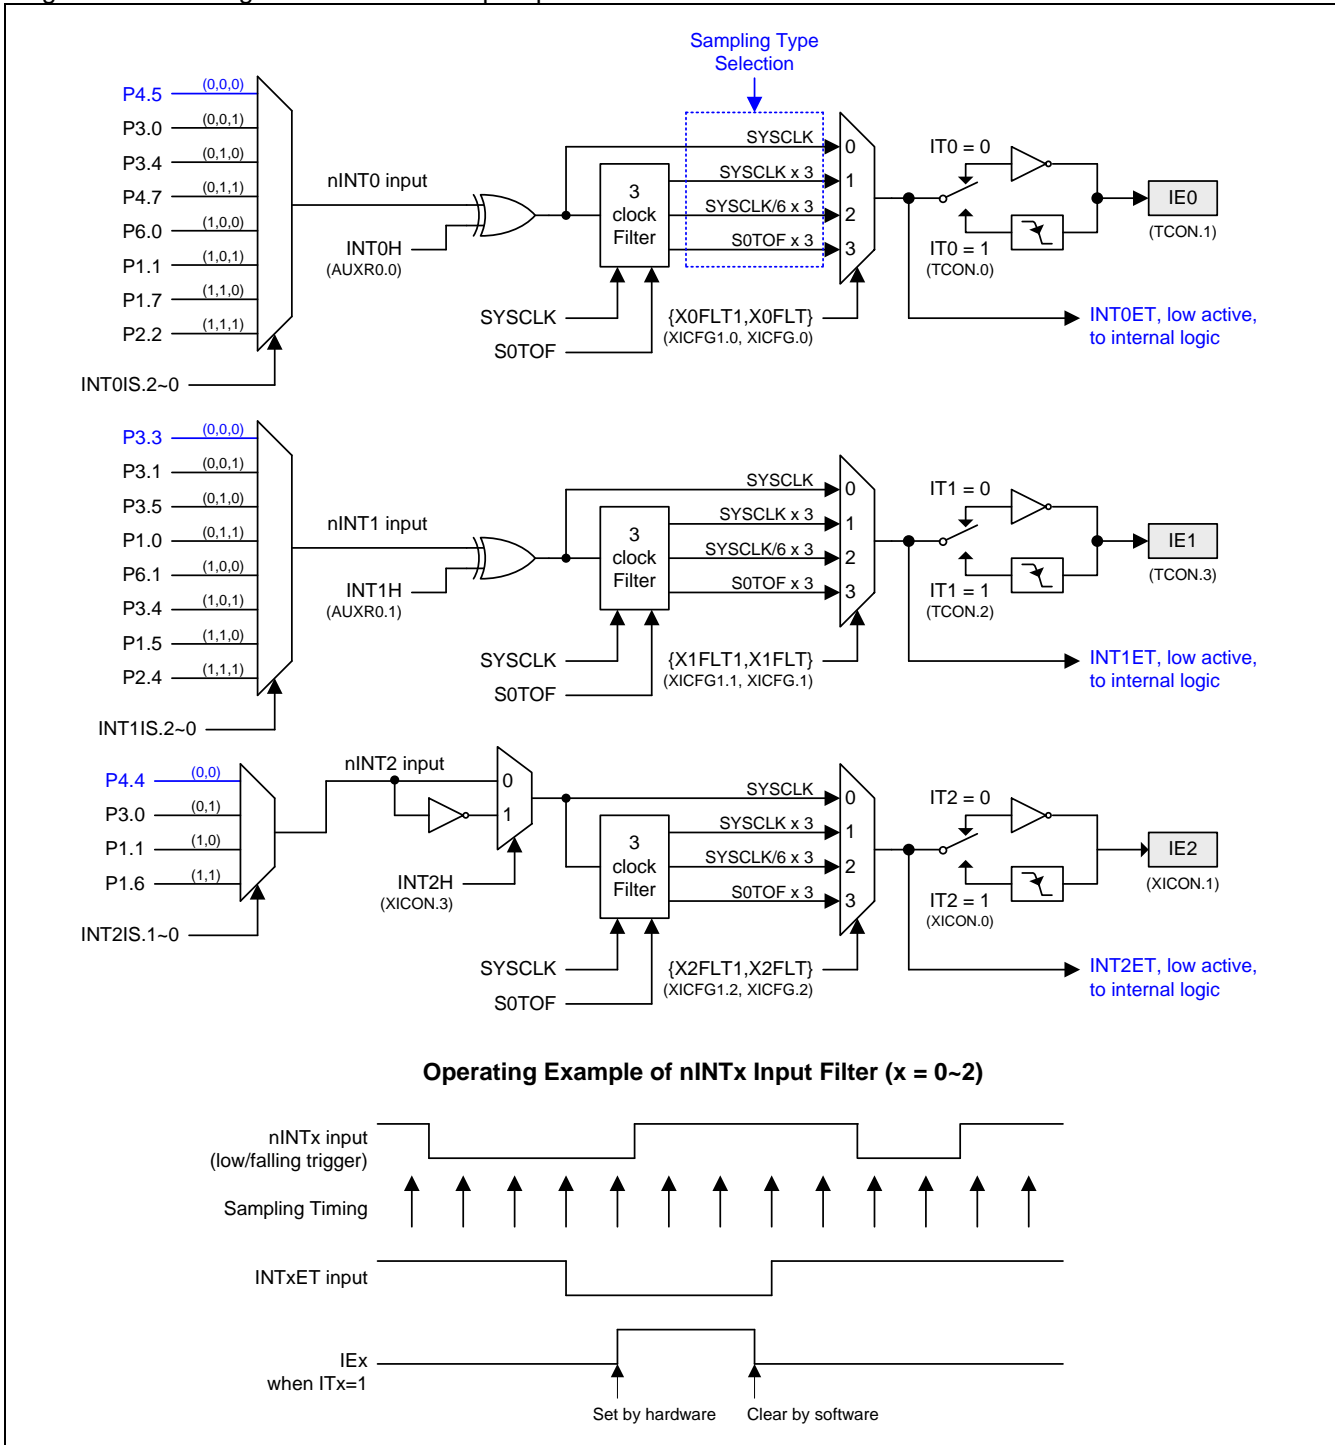 Sampling Type
Selection
P4.5 (0,0,0)
P3.0 (0,0,1)
P3.4 (0,1,0)
P4.7 (0,1,1)
P6.0 (1,0,0)
P1.1 (1,0,1)
P1.7 (1,1,0)
P2.2 (1,1,1)
INT0IS.2~0
nINT0 input
INT0H
(AUXR0.0)
3
clock
Filter
SYSCLK
S0TOF
SYSCLK
SYSCLK x 3
SYSCLK/6 x 3
S0TOF x 3
0
1
2
3
{X0FLT1,X0FLT}
(XICFG1.0, XICFG.0)
IT0 = 0
IT0 = 1
(TCON.0)
IE0
(TCON.1)
INT0ET, low active,
to internal logic
P3.3 (0,0,0)
P3.1 (0,0,1)
P3.5 (0,1,0)
P1.0 (0,1,1)
P6.1 (1,0,0)
P3.4 (1,0,1)
P1.5 (1,1,0)
P2.4 (1,1,1)
INT1IS.2~0
nINT1 input
INT1H
(AUXR0.1)
3
clock
Filter
SYSCLK
S0TOF
SYSCLK
SYSCLK x 3
SYSCLK/6 x 3
S0TOF x 3
0
1
2
3
{X1FLT1,X1FLT}
(XICFG1.1, XICFG.1)
IT1 = 0
IT1 = 1
(TCON.2)
IE1
(TCON.3)
INT1ET, low active,
to internal logic
P4.4 (0,0)
P3.0 (0,1)
P1.1 (1,0)
P1.6 (1,1)
INT2IS.1~0
nINT2 input
0
1
INT2H
(XICON.3)
3
clock
Filter
SYSCLK
S0TOF
SYSCLK
SYSCLK x 3
SYSCLK/6 x 3
S0TOF x 3
0
1
2
3
{X2FLT1,X2FLT}
(XICFG1.2, XICFG.2)
IT2 = 0
IT2 = 1
(XICON.0)
IE2
(XICON.1)
INT2ET, low active,
to internal logic
Operating Example of nINTx Input Filter (x = 0~2)
nINTx input
(low/falling trigger)
Sampling Timing
INTxET input
IEx
when ITx=1
Set by hardware
Clear by software